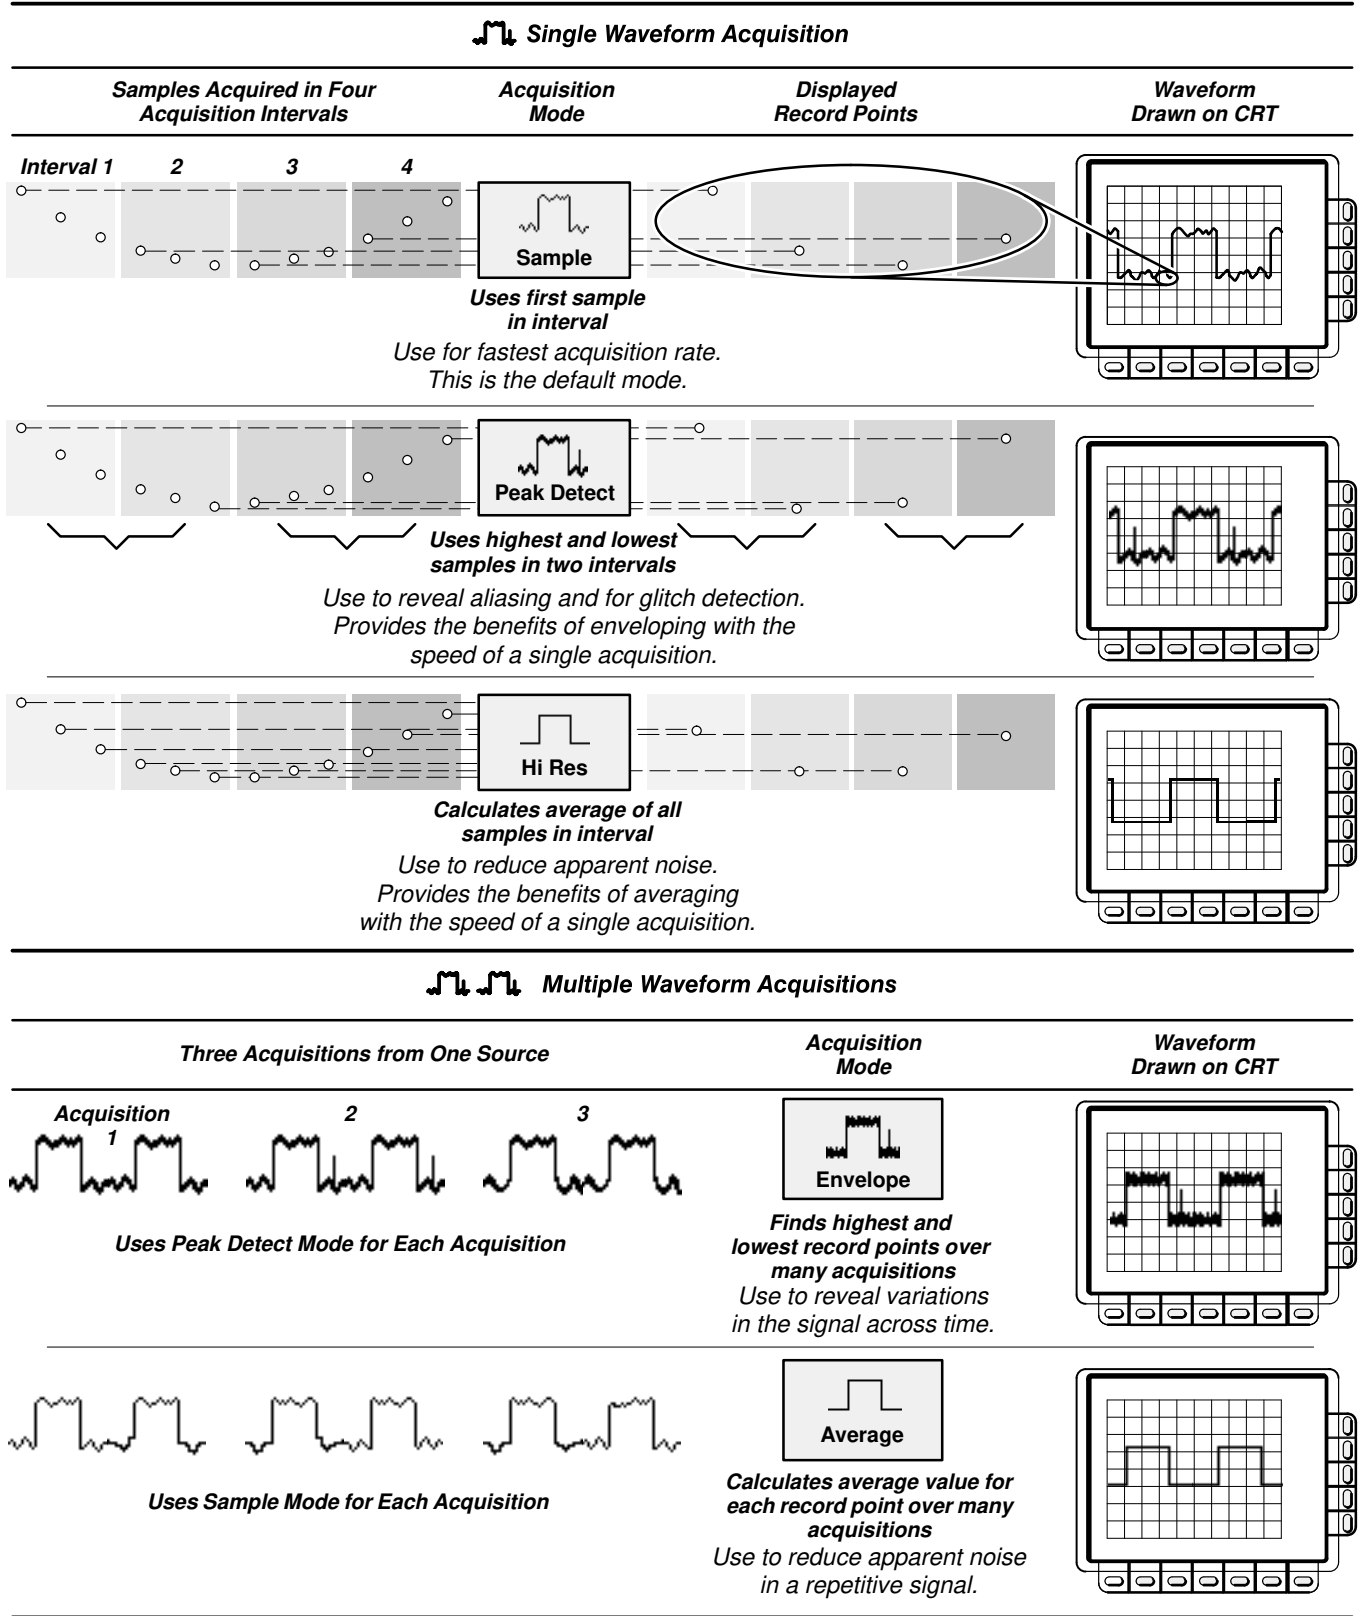 Single Waveform Acquisition
Samples Acquired in Four
Acquisition Intervals
Acquisition
Mode
Displayed
Record Points
Waveform
Drawn on CRT
Interval 1 2 3 4
Sample
Uses first sample
in interval
Use for fastest acquisition rate.
This is the default mode.
Peak Detect
Uses highest and lowest
samples in two intervals
Use to reveal aliasing and for glitch detection.
Provides the benefits of enveloping with the
speed of a single acquisition.
Hi Res
Calculates average of all
samples in interval
Use to reduce apparent noise.
Provides the benefits of averaging
with the speed of a single acquisition.
Multiple Waveform Acquisitions
Three Acquisitions from One Source
Acquisition
Mode
Waveform
Drawn on CRT
Acquisition
1
2
3
Uses Peak Detect Mode for Each Acquisition
Envelope
Finds highest and
lowest record points over
many acquisitions
Use to reveal variations
in the signal across time.
Uses Sample Mode for Each Acquisition
Average
Calculates average value for
each record point over many
acquisitions
Use to reduce apparent noise
in a repetitive signal.